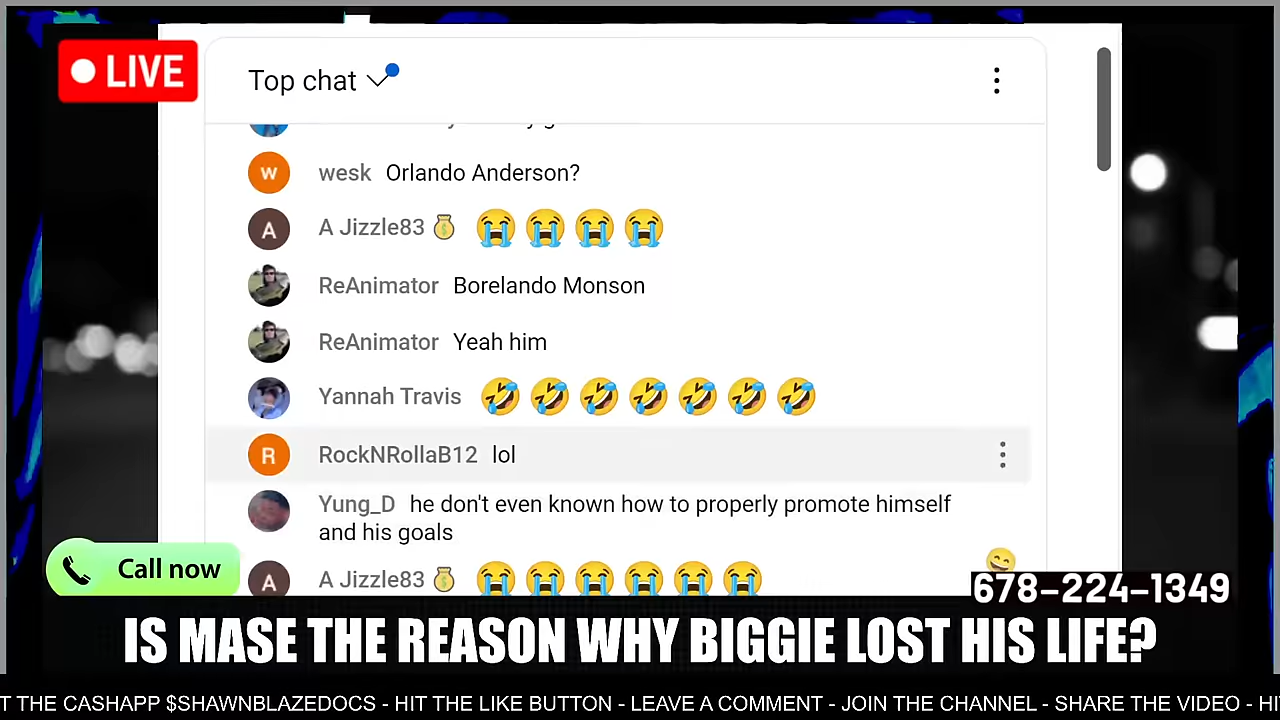 LIVE
Top chat
W
wesk Orlando Anderson?
A
A Jizzle83
ReAnimator Borelando Monson
ReAnimator Yeah him
Yannah Travis
R
RockNRollaB12 lol
Yung_D he don't even known how to properly promote himself
and his goals
A
A Jizzle83
Call now
678-224-1349
IS MASE THE REASON WHY BIGGIE LOST HIS LIFE?
T THE CASHAPP $SHAWNBLAZEDOCS - HIT THE LIKE BUTTON - LEAVE A COMMENT - JOIN THE CHANNEL - SHARE THE VIDEO - HI